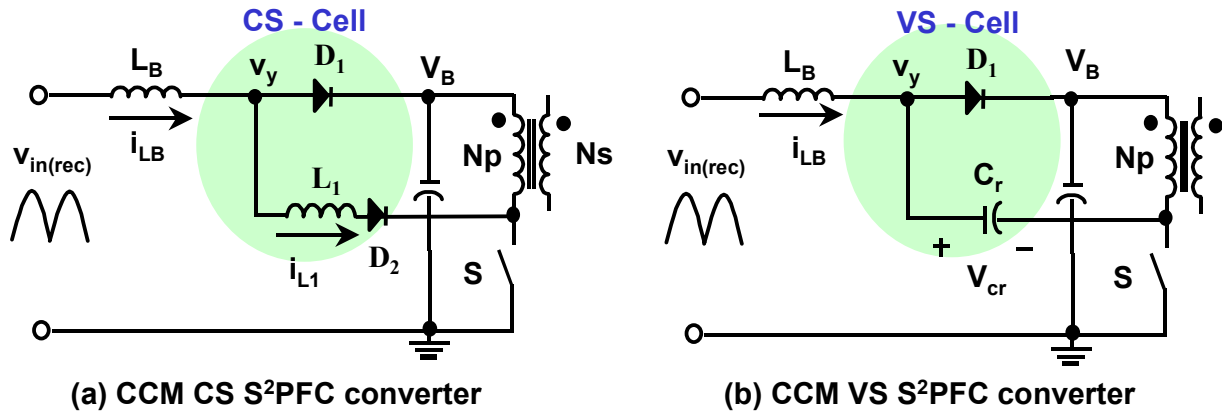 CS - Cell
L_B
v_y
D_1
V_B
i_LB
Np
Ns
v_in(rec)
L_1
i_L1
D_2
S
(a) CCM CS S²PFC converter
VS - Cell
L_B
v_y
D_1
V_B
i_LB
Np
v_in(rec)
C_r
+
−
V_cr
S
(b) CCM VS S²PFC converter